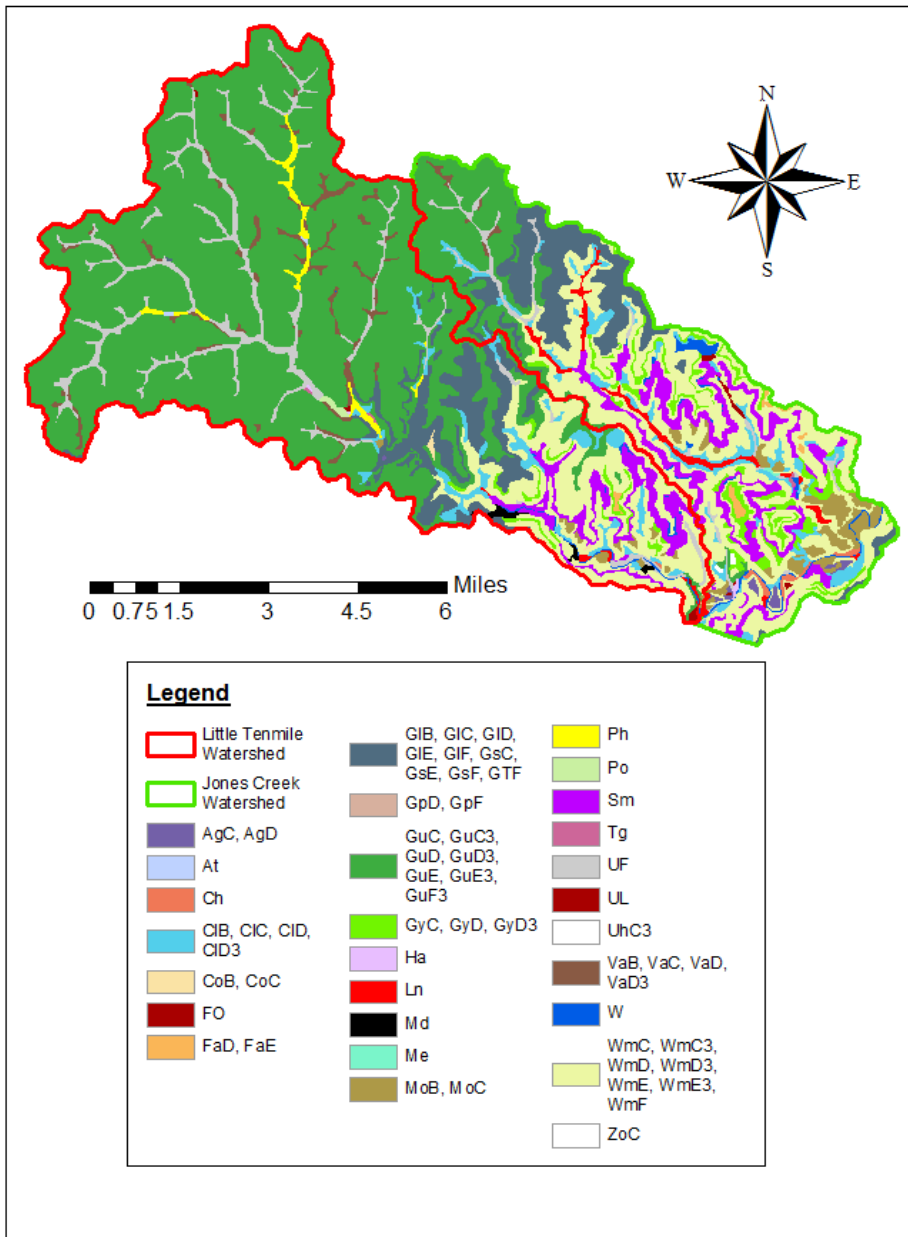 N
W
E
S
Miles
0 0.75 1.5 3 4.5 6
Legend
Little Tenmile
Watershed
Jones Creek
Watershed
AgC, AgD
At
Ch
ClB, ClC, ClD,
ClD3
CoB, CoC
FO
FaD, FaE
GlB, GlC, GlD,
GlE, GlF, GsC,
GsE, GsF, GTF
GpD, GpF
GuC, GuC3,
GuD, GuD3,
GuE, GuE3,
GuF3
GyC, GyD, GyD3
Ha
Ln
Md
Me
MoB, MoC
Ph
Po
Sm
Tg
UF
UL
UhC3
VaB, VaC, VaD,
VaD3
W
WmC, WmC3,
WmD, WmD3,
WmE, WmE3,
WmF
ZoC